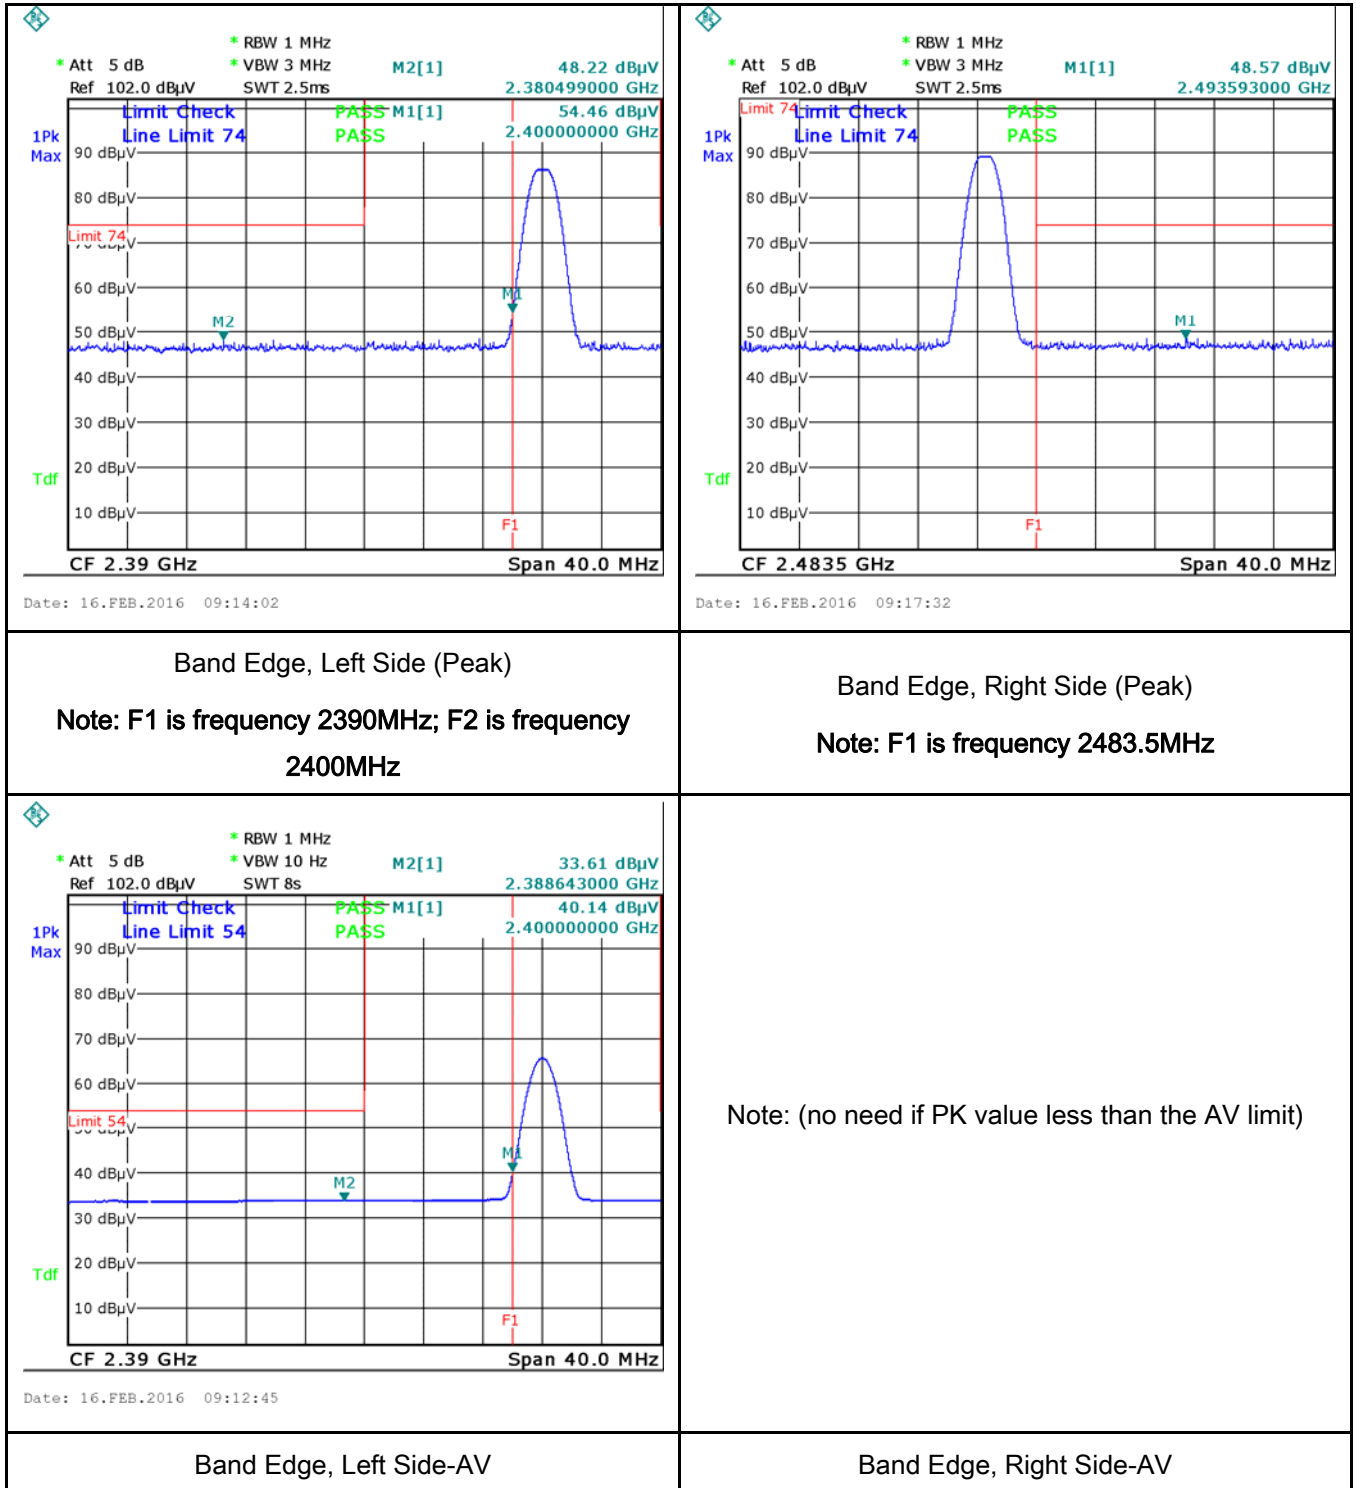 * RBW 1 MHz
* Att 5 dB * VBW 3 MHz M2[1] 48.22 dBµV
Ref 102.0 dBµV SWT 2.5ms 2.380499000 GHz
Limit Check PASS M1[1] 54.46 dBµV
1Pk Line Limit 74 PASS 2.400000000 GHz
Max 90 dBµV
80 dBµV
Limit 74
70 dBµV
60 dBµV
M1
M2
50 dBµV
40 dBµV
30 dBµV
Tdf 20 dBµV
10 dBµV
F1
CF 2.39 GHz Span 40.0 MHz
Date: 16.FEB.2016 09:14:02
* RBW 1 MHz
* Att 5 dB * VBW 3 MHz M1[1] 48.57 dBµV
Ref 102.0 dBµV SWT 2.5ms 2.493593000 GHz
Limit 74 Limit Check PASS
1Pk Line Limit 74 PASS
Max 90 dBµV
80 dBµV
70 dBµV
60 dBµV
M1
50 dBµV
40 dBµV
30 dBµV
Tdf 20 dBµV
10 dBµV
F1
CF 2.4835 GHz Span 40.0 MHz
Date: 16.FEB.2016 09:17:32
Band Edge, Left Side (Peak)
Note: F1 is frequency 2390MHz; F2 is frequency
2400MHz
Band Edge, Right Side (Peak)
Note: F1 is frequency 2483.5MHz
* RBW 1 MHz
* Att 5 dB * VBW 10 Hz M2[1] 33.61 dBµV
Ref 102.0 dBµV SWT 8s 2.388643000 GHz
Limit Check PASS M1[1] 40.14 dBµV
1Pk Line Limit 54 PASS 2.400000000 GHz
Max 90 dBµV
80 dBµV
70 dBµV
60 dBµV
Limit 54
50 dBµV
M1
40 dBµV
M2
30 dBµV
Tdf 20 dBµV
10 dBµV
F1
CF 2.39 GHz Span 40.0 MHz
Date: 16.FEB.2016 09:12:45
Note: (no need if PK value less than the AV limit)
Band Edge, Left Side-AV
Band Edge, Right Side-AV